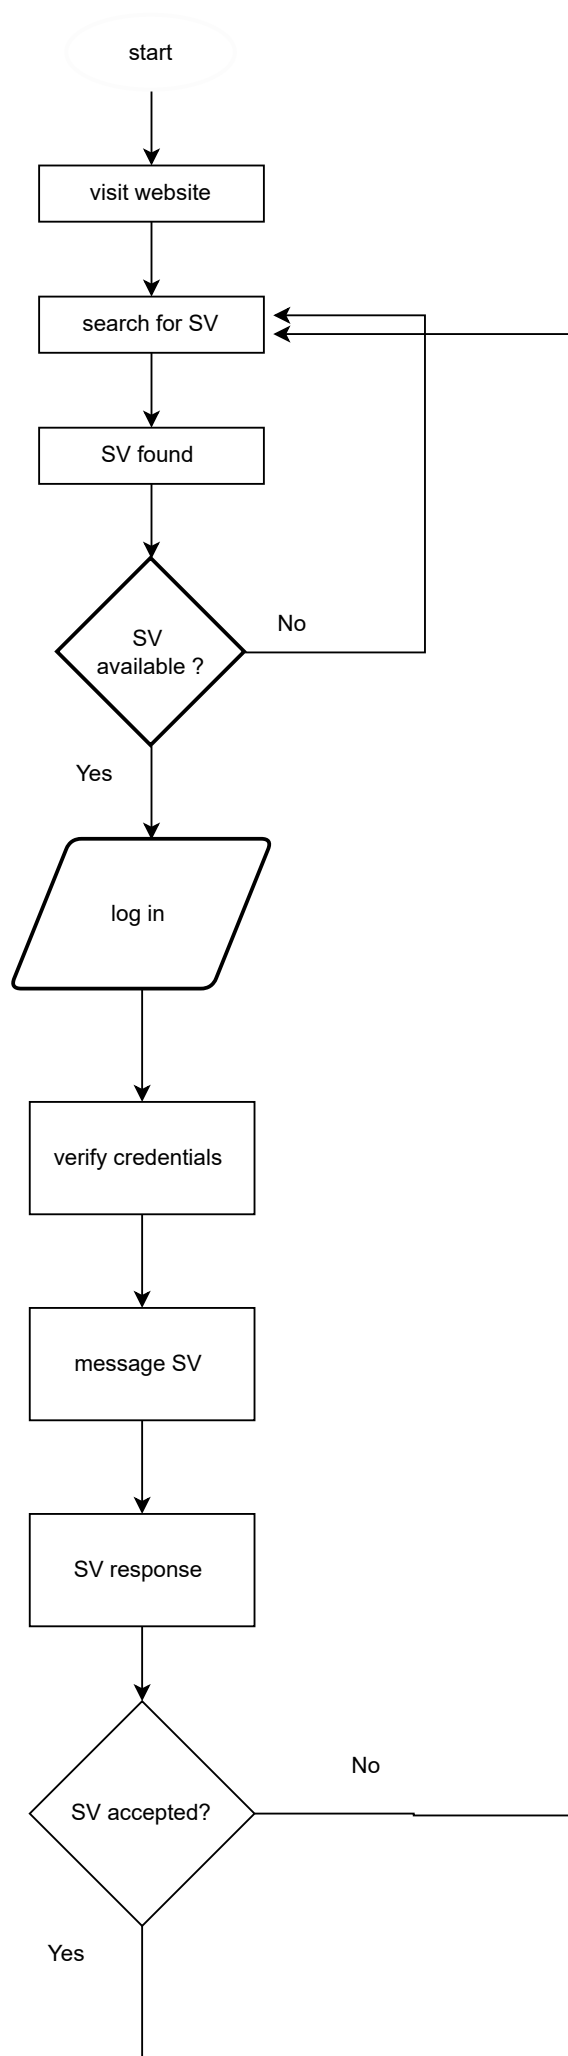 start
visit website
search for SV
SV found
SV
available ?
No
Yes
log in
verify credentials
message SV
SV response
No
SV accepted?
Yes